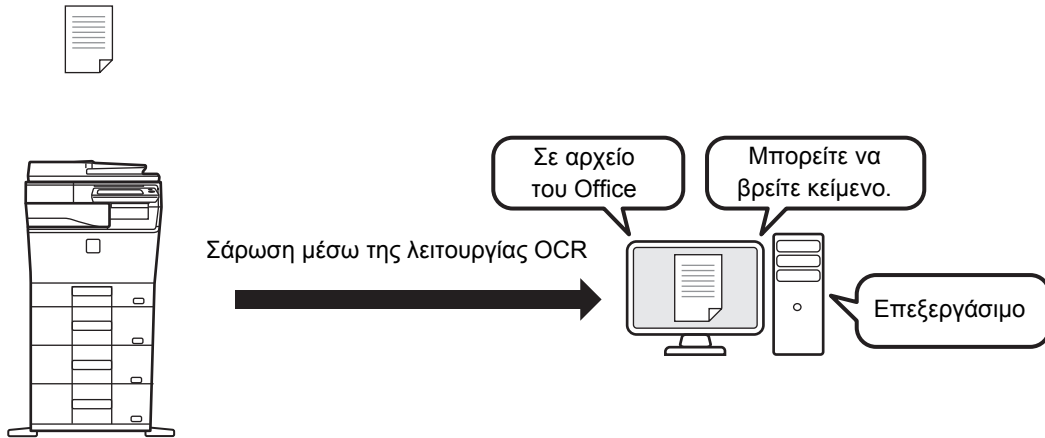 Σε αρχείο
του Office
Μπορείτε να
βρείτε κείμενο.
Σάρωση μέσω της λειτουργίας OCR
Επεξεργάσιμο